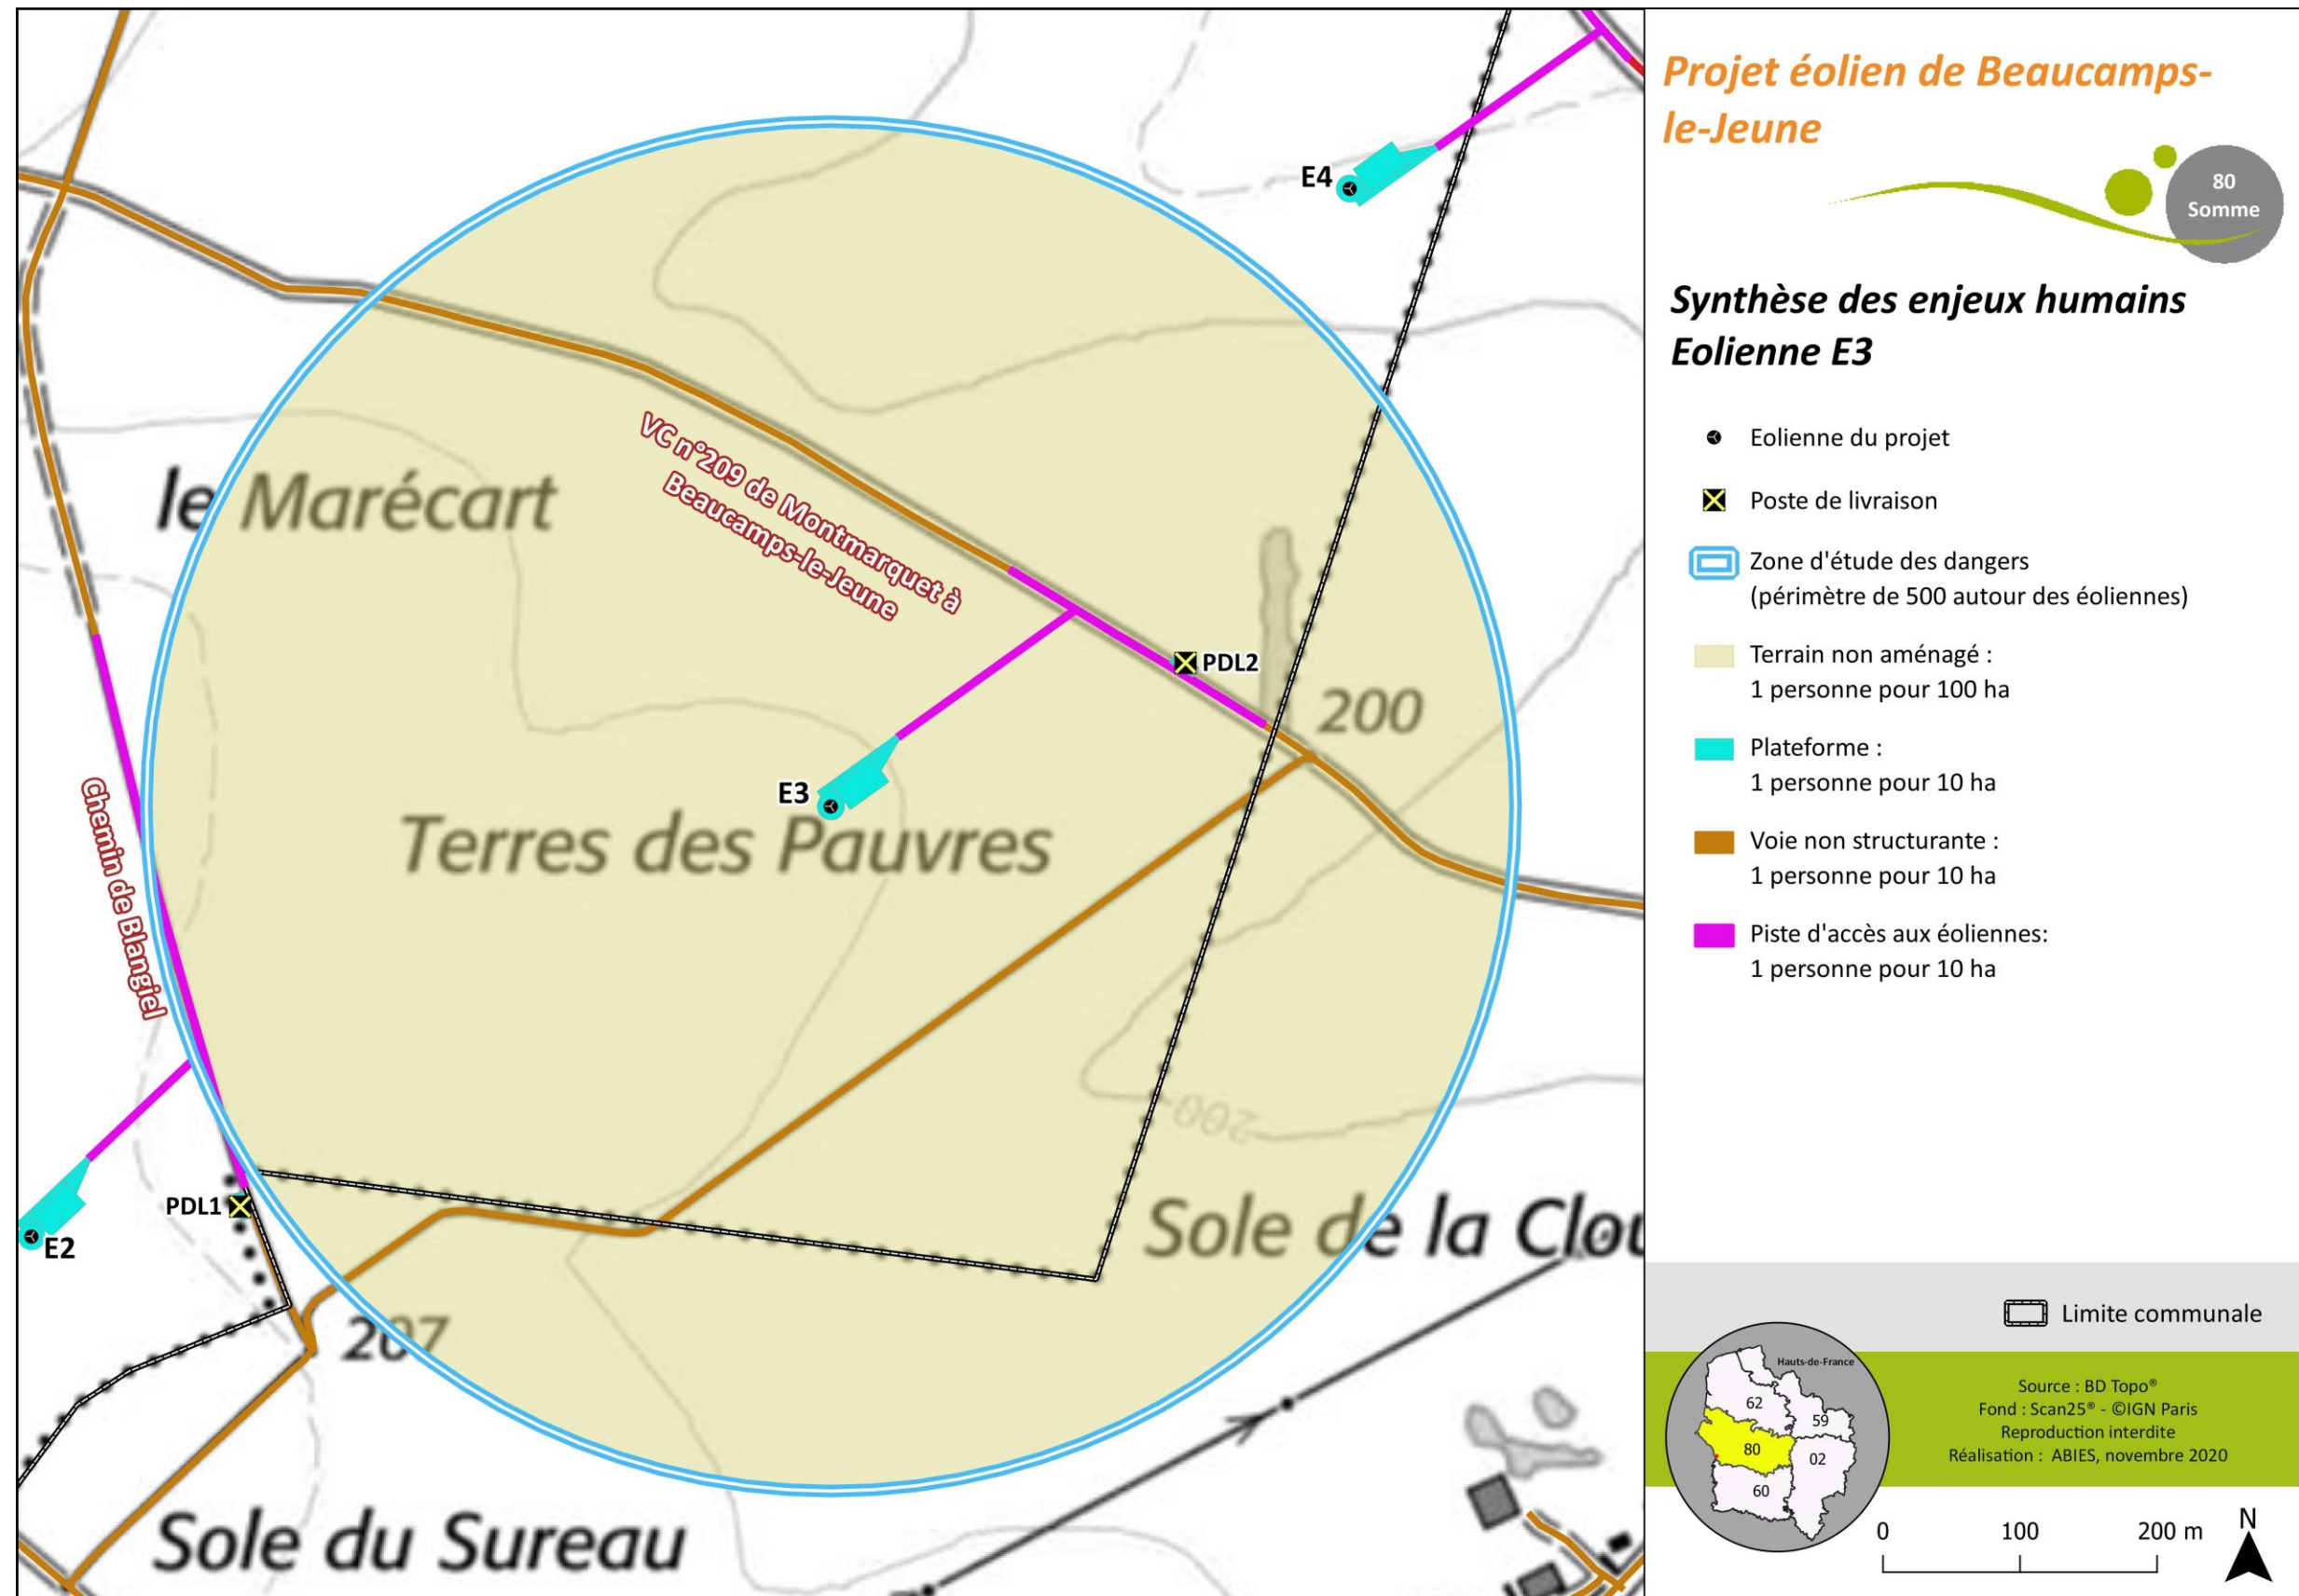 Projet éolien de Beaucamps-
le-Jeune
80
Somme
Synthèse des enjeux humains
Eolienne E3
Eolienne du projet
Poste de livraison
Zone d'étude des dangers
(périmètre de 500 autour des éoliennes)
Terrain non aménagé :
1 personne pour 100 ha
Plateforme :
1 personne pour 10 ha
Voie non structurante :
1 personne pour 10 ha
Piste d'accès aux éoliennes:
1 personne pour 10 ha
Limite communale
Hauts-de-France
62
59
80
02
60
Source : BD Topo®
Fond : Scan25® - ©IGN Paris
Reproduction interdite
Réalisation : ABIES, novembre 2020
0 100 200 m
N
E4
le Marécart
VC n°209 de Montmarquet à
Beaucamps-le-Jeune
PDL2
200
E3
Terres des Pauvres
Chemin de Blangiel
200
PDL1
E2
Sole de la Clou
207
Sole du Sureau